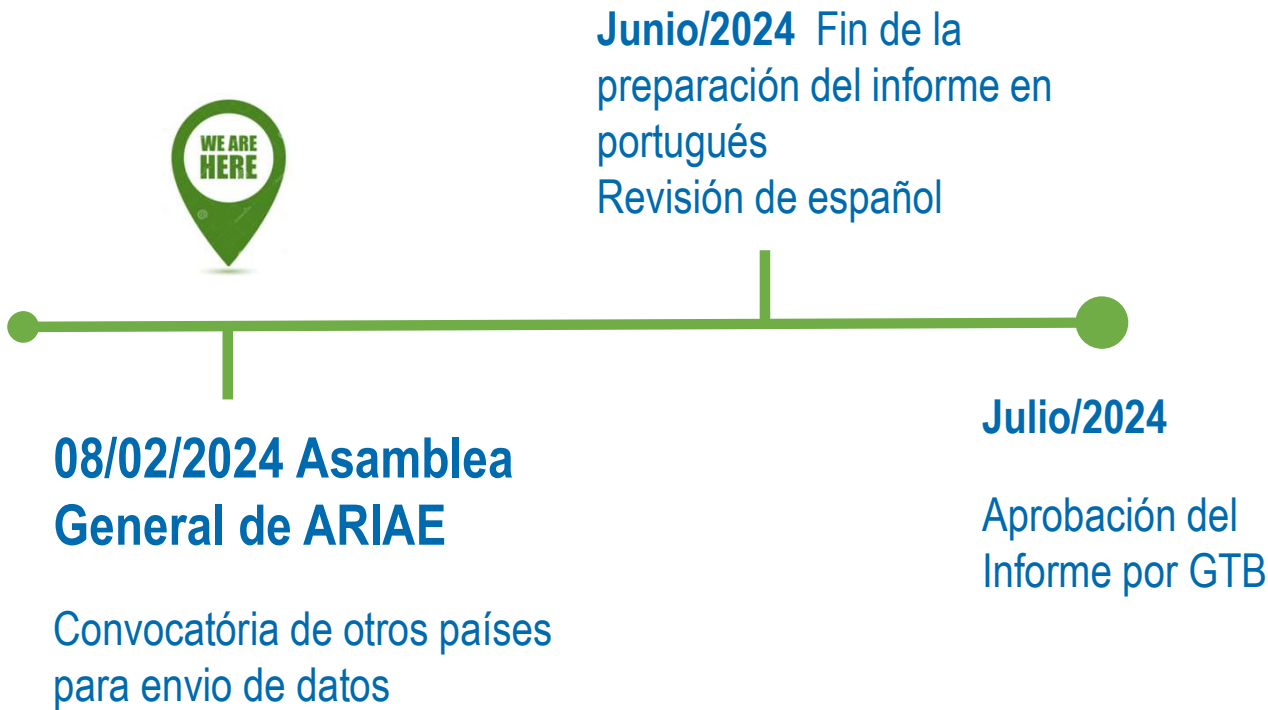 Junio/2024 Fin de la
preparación del informe en
portugués
Revisión de español
WE ARE
HERE
08/02/2024 Asamblea
General de ARIAE
Convocatória de otros países
para envio de datos
Julio/2024
Aprobación del
Informe por GTB